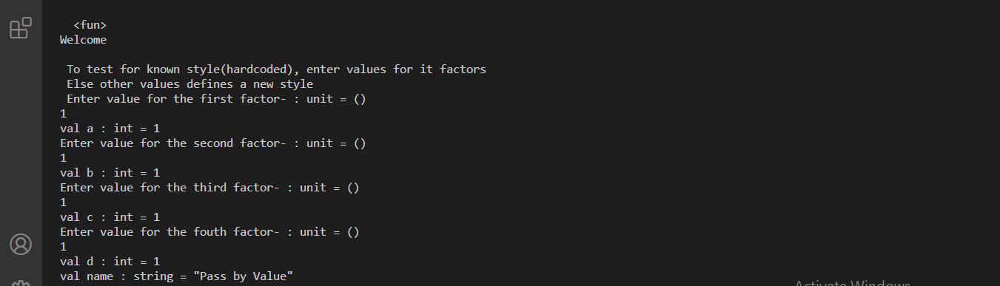 <fun>
Welcome
To test for known style(hardcoded), enter values for it factors
Else other values defines a new style
Enter value for the first factor- : unit = ()
1
val a : int = 1
Enter value for the second factor- : unit = ()
1
val b : int = 1
Enter value for the third factor- : unit = ()
1
val c : int = 1
Enter value for the fouth factor- : unit = ()
1
val d : int = 1
val name : string = "Pass by Value"
Activate Windows